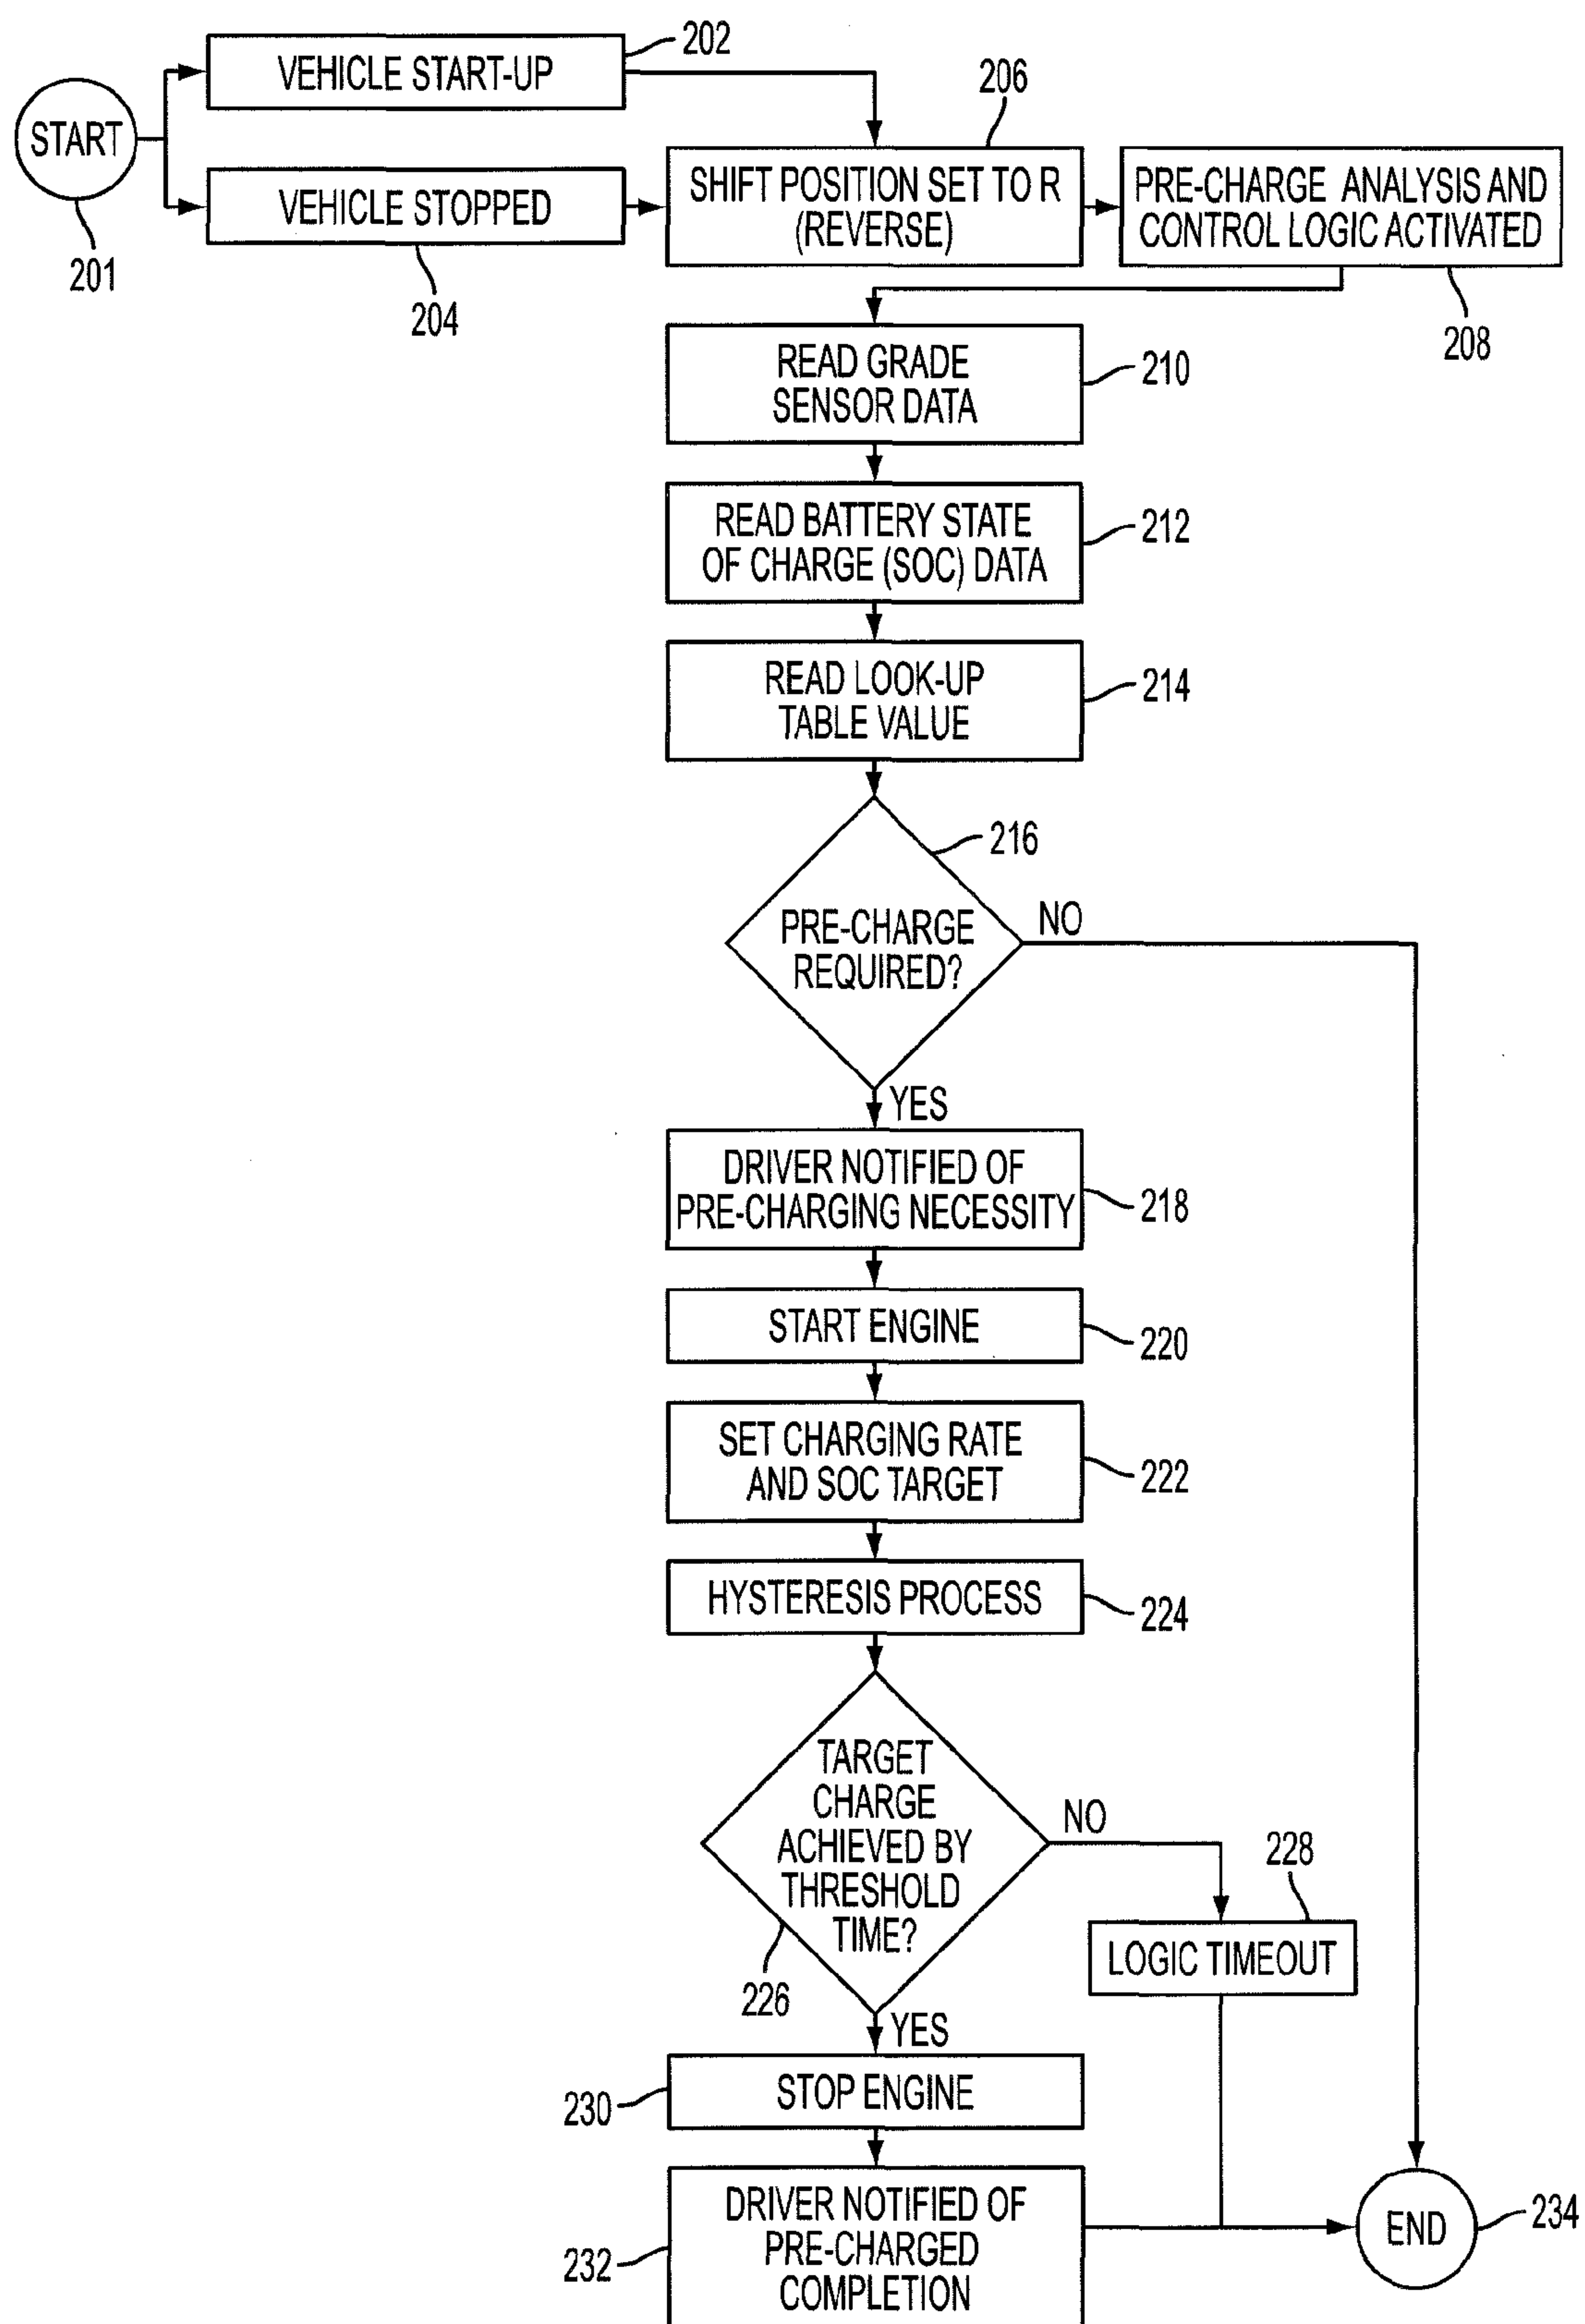 202
VEHICLE START-UP
START
201
VEHICLE STOPPED
204
206
SHIFT POSITION SET TO R
(REVERSE)
PRE-CHARGE ANALYSIS AND
CONTROL LOGIC ACTIVATED
208
READ GRADE
SENSOR DATA
210
READ BATTERY STATE
OF CHARGE (SOC) DATA
212
READ LOOK-UP
TABLE VALUE
214
216
PRE-CHARGE
REQUIRED?
NO
YES
DRIVER NOTIFIED OF
PRE-CHARGING NECESSITY
218
START ENGINE
220
SET CHARGING RATE
AND SOC TARGET
222
HYSTERESIS PROCESS
224
TARGET
CHARGE
ACHIEVED BY
THRESHOLD
TIME?
226
NO
228
LOGIC TIMEOUT
YES
STOP ENGINE
230
DRIVER NOTIFIED OF
PRE-CHARGED
COMPLETION
232
END
234